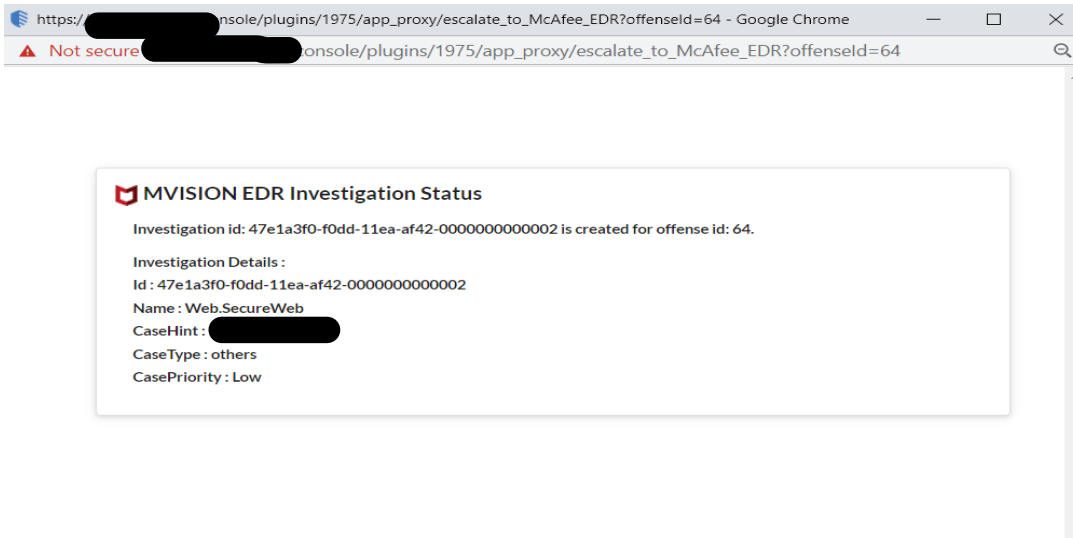 https:/ nsole/plugins/1975/app_proxy/escalate_to_McAfee_EDR?offenseId=64 - Google Chrome
Not secure onsole/plugins/1975/app_proxy/escalate_to_McAfee_EDR?offenseId=64
MVISION EDR Investigation Status
Investigation id: 47e1a3f0-f0dd-11ea-af42-0000000000002 is created for offense id: 64.
Investigation Details :
Id : 47e1a3f0-f0dd-11ea-af42-0000000000002
Name : Web.SecureWeb
CaseHint :
CaseType : others
CasePriority : Low